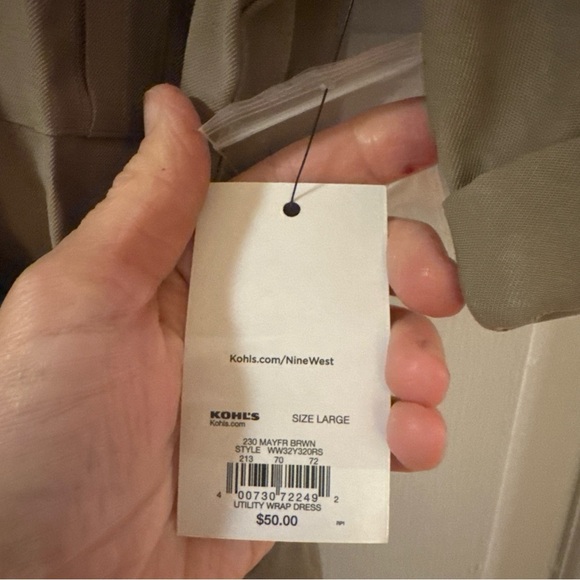 Kohls.com/NineWest
KOHL'S SIZE LARGE
Kohls.com
230 MAYFR BRWN
STYLE WW32Y320RS
213 70 72
4 00730 72249 2
UTILITY WRAP DRESS
$50.00